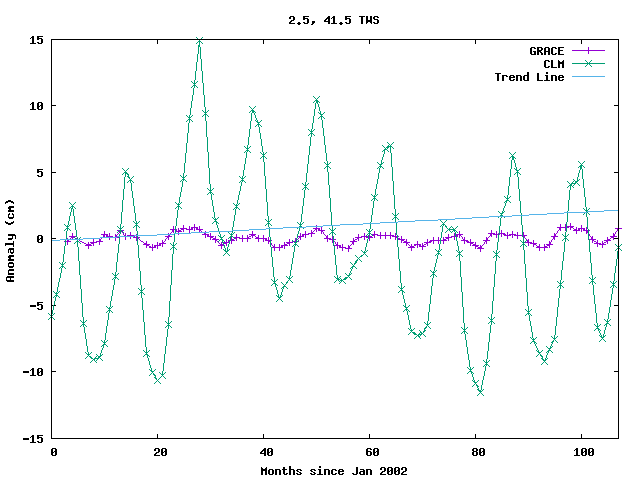 2.5, 41.5 TWS
GRACE
CLM
Trend Line
15
10
5
0
-5
-10
-15
Anomaly (cm)
0 20 40 60 80 100
Months since Jan 2002